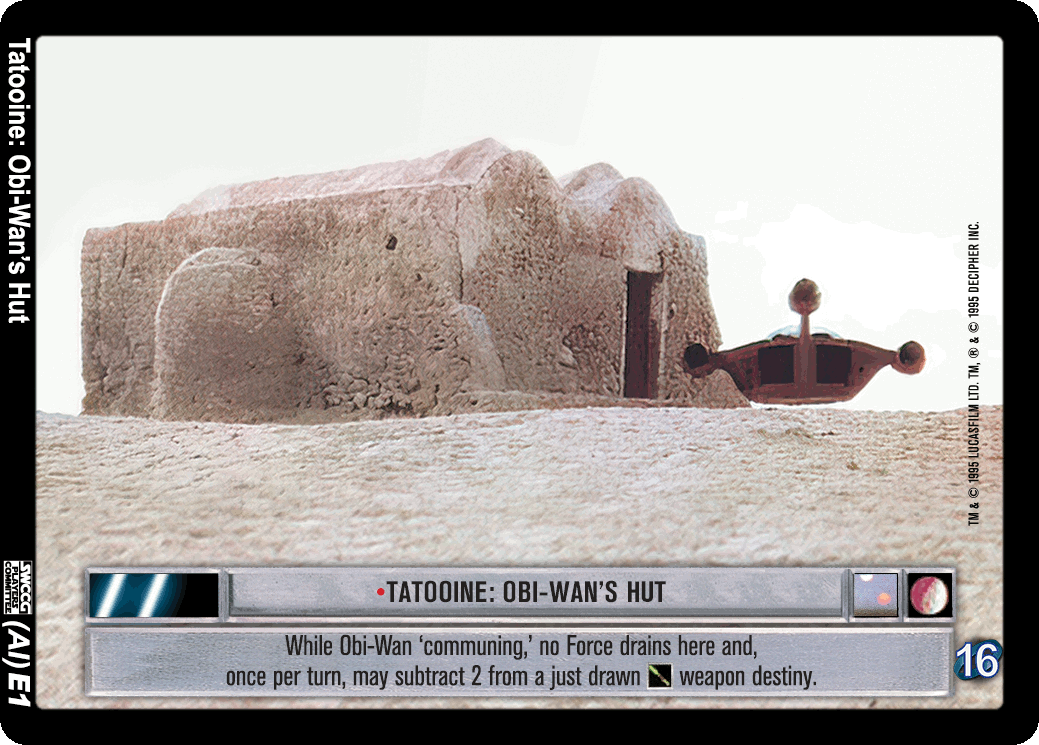 Tatooine: Obi-Wan's Hut
TM & © 1995 LUCASFILM LTD. TM, ® & © 1995 DECIPHER INC.
•TATOOINE: OBI-WAN'S HUT
While Obi-Wan ‘communing,’ no Force drains here and,
once per turn, may subtract 2 from a just drawn weapon destiny.
16
SWCCG
PLAYERS
COMMITTEE
(AI) E1